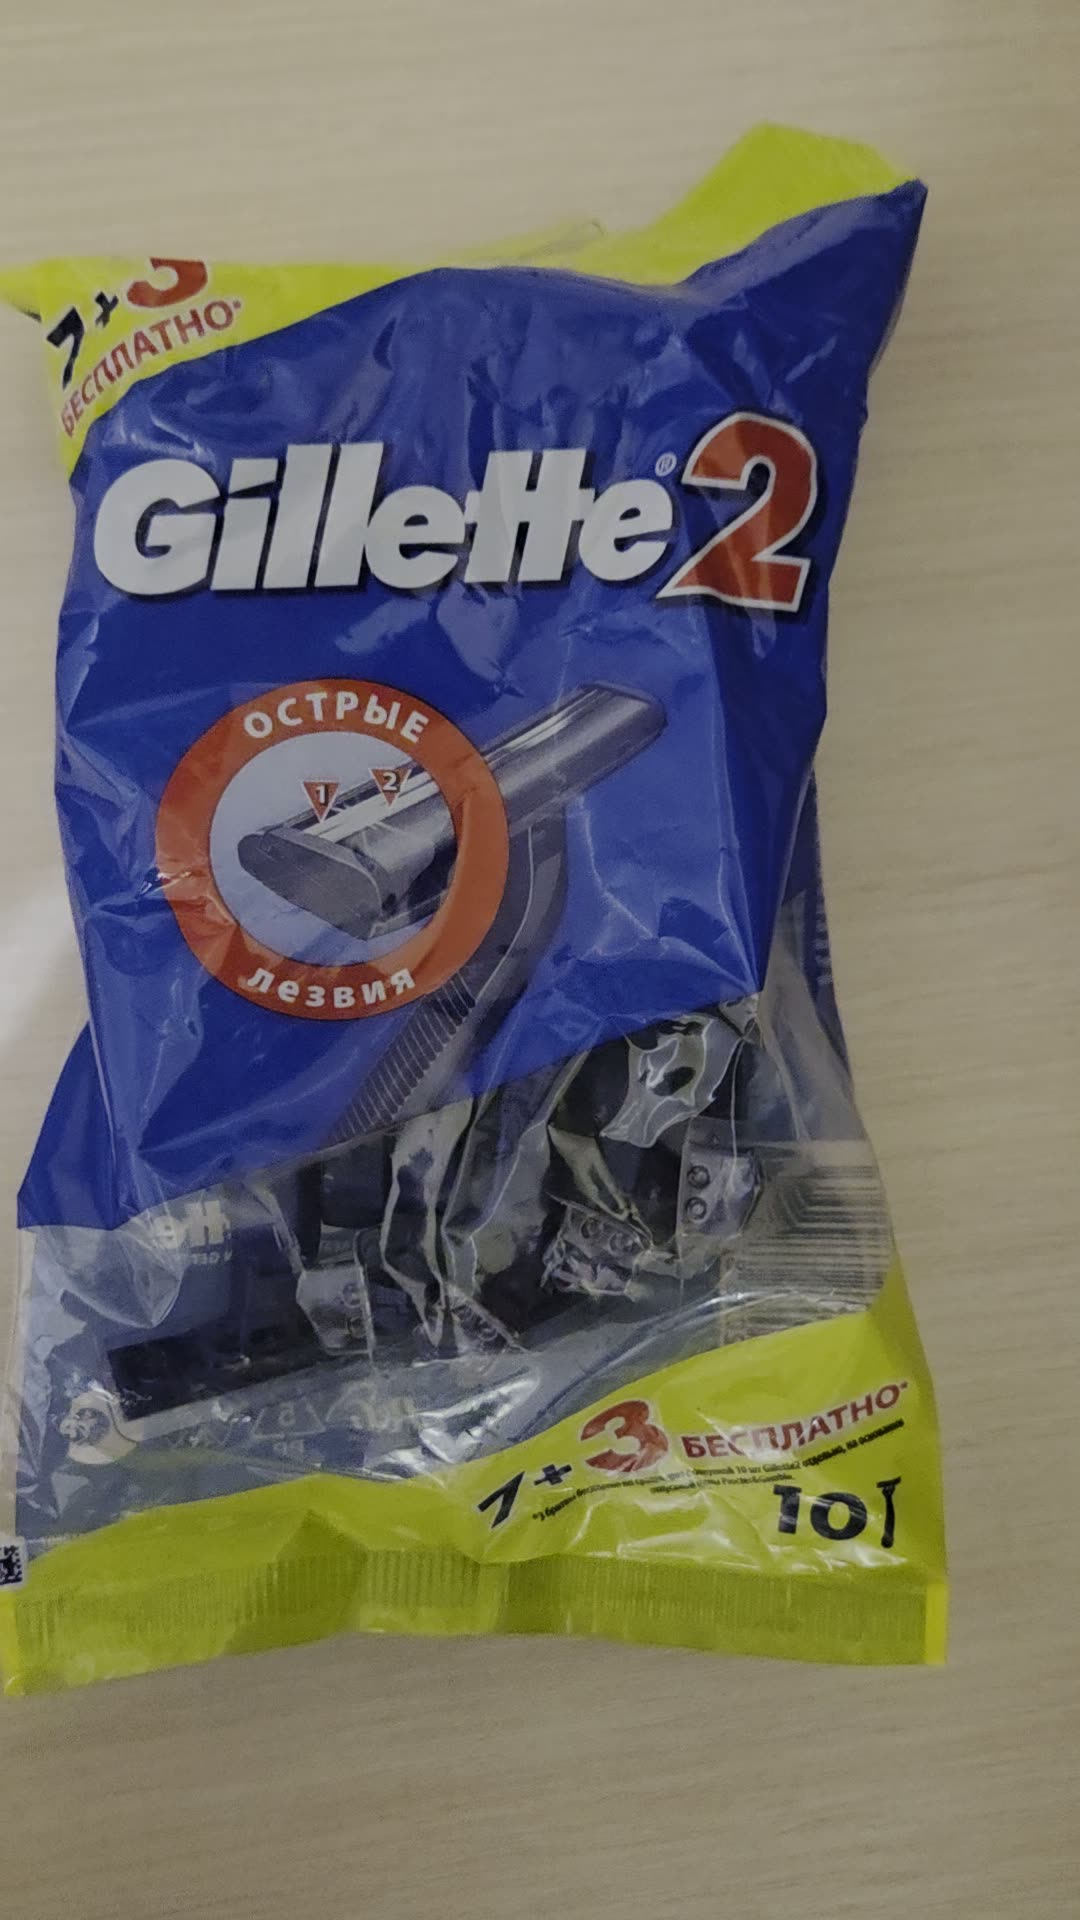 7+3
БЕСПЛАТНО*
Gillette®2
ОСТРЫЕ
1 2
лезвия
7+3 БЕСПЛАТНО*
10